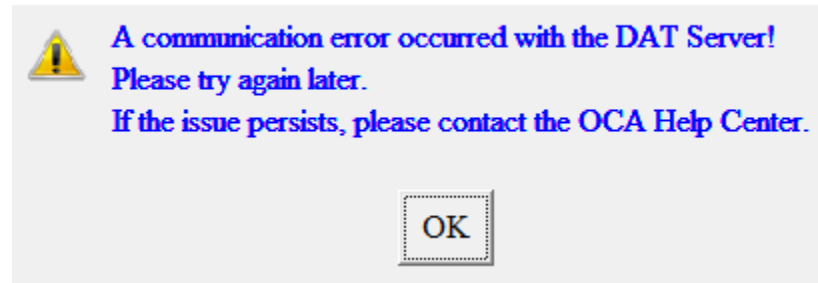 A communication error occurred with the DAT Server!
Please try again later.
If the issue persists, please contact the OCA Help Center.
OK